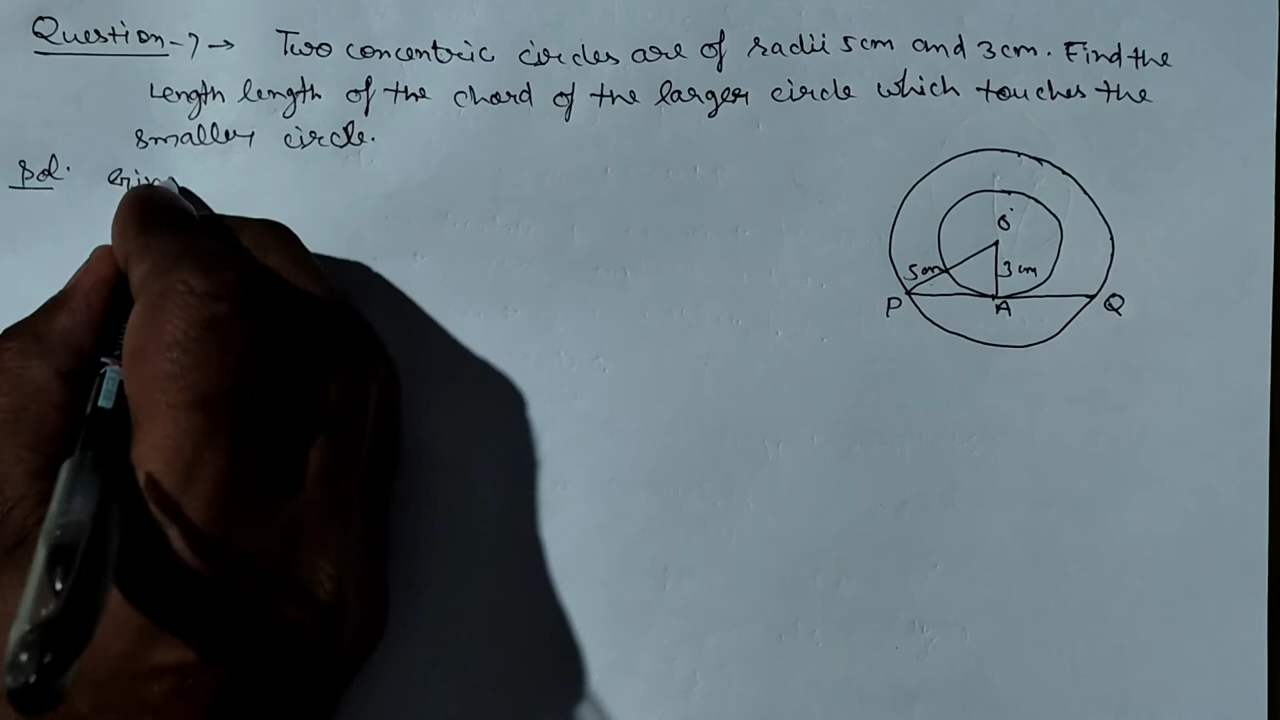 Question-7→ Two concentric circles are of radii 5cm and 3cm. Find the
Length length of the chord of the larger circle which touches the
smaller circle.
Sol.
O
5cm
3cm
P
A
Q